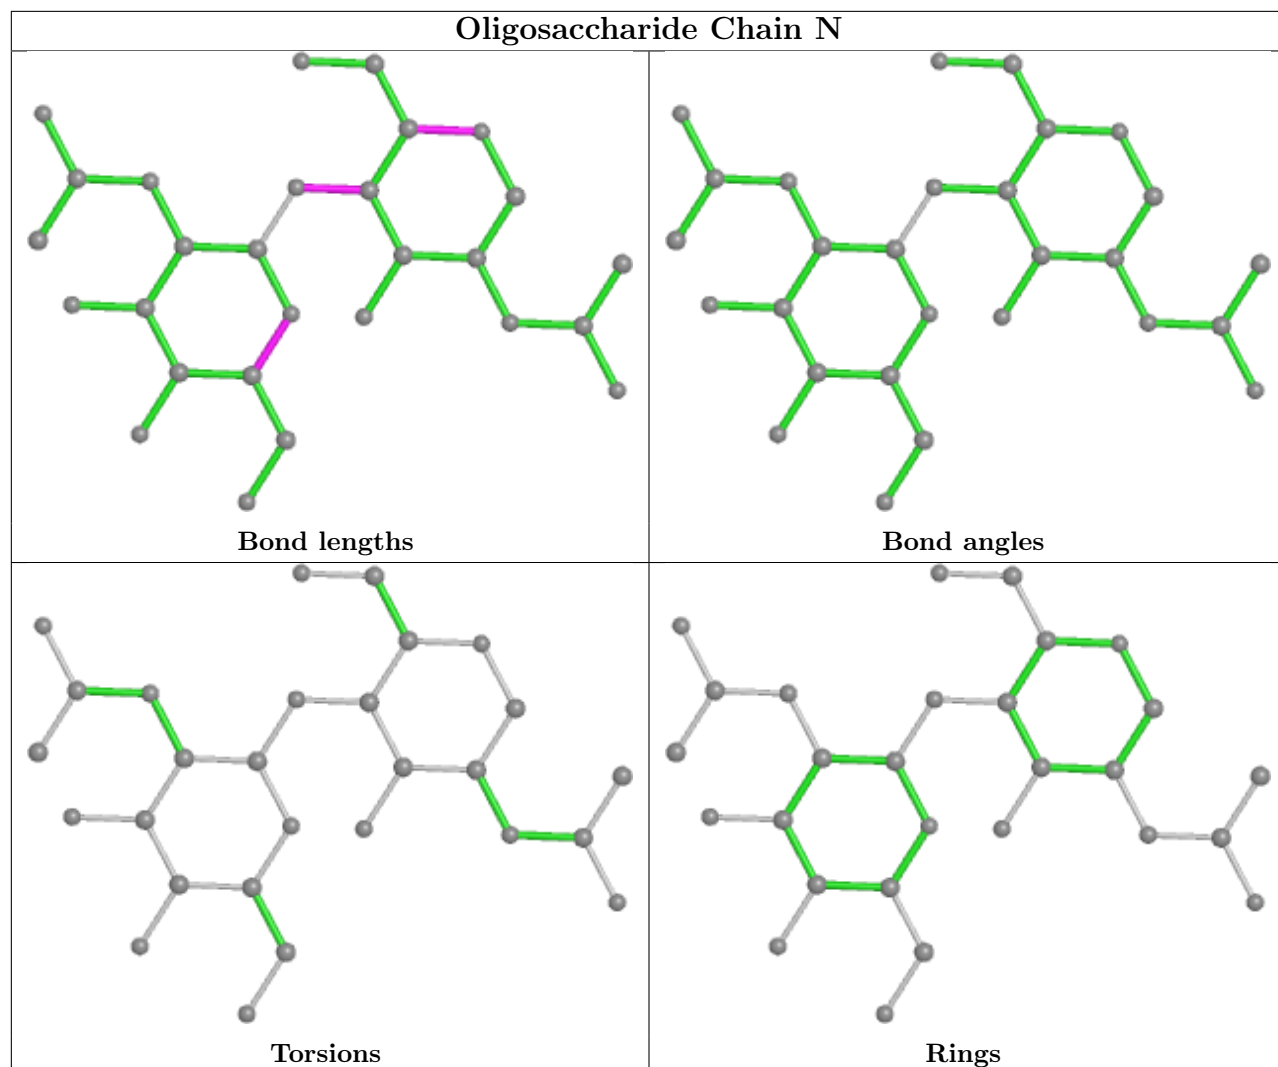 Oligosaccharide Chain N
Bond lengths
Bond angles
Torsions
Rings